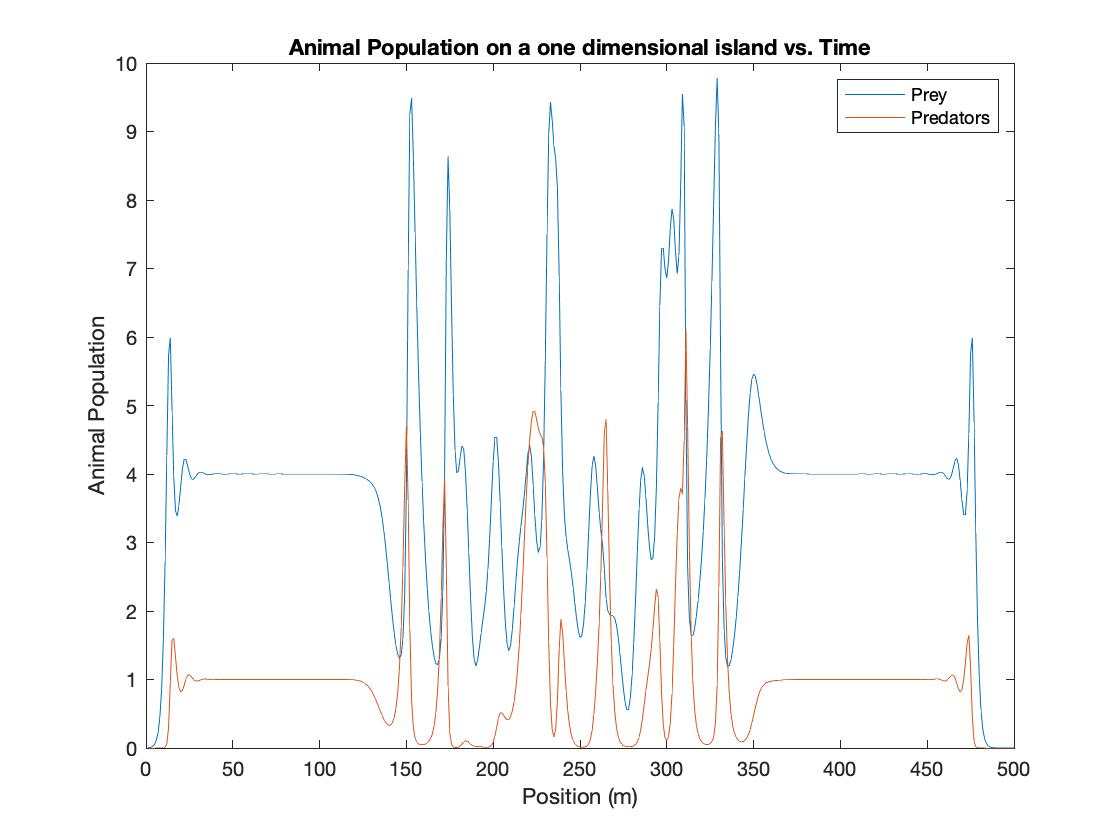 Animal Population on a one dimensional island vs. Time
Prey
Predators
10
9
8
7
6
5
4
3
2
1
0
Animal Population
0 50 100 150 200 250 300 350 400 450 500
Position (m)